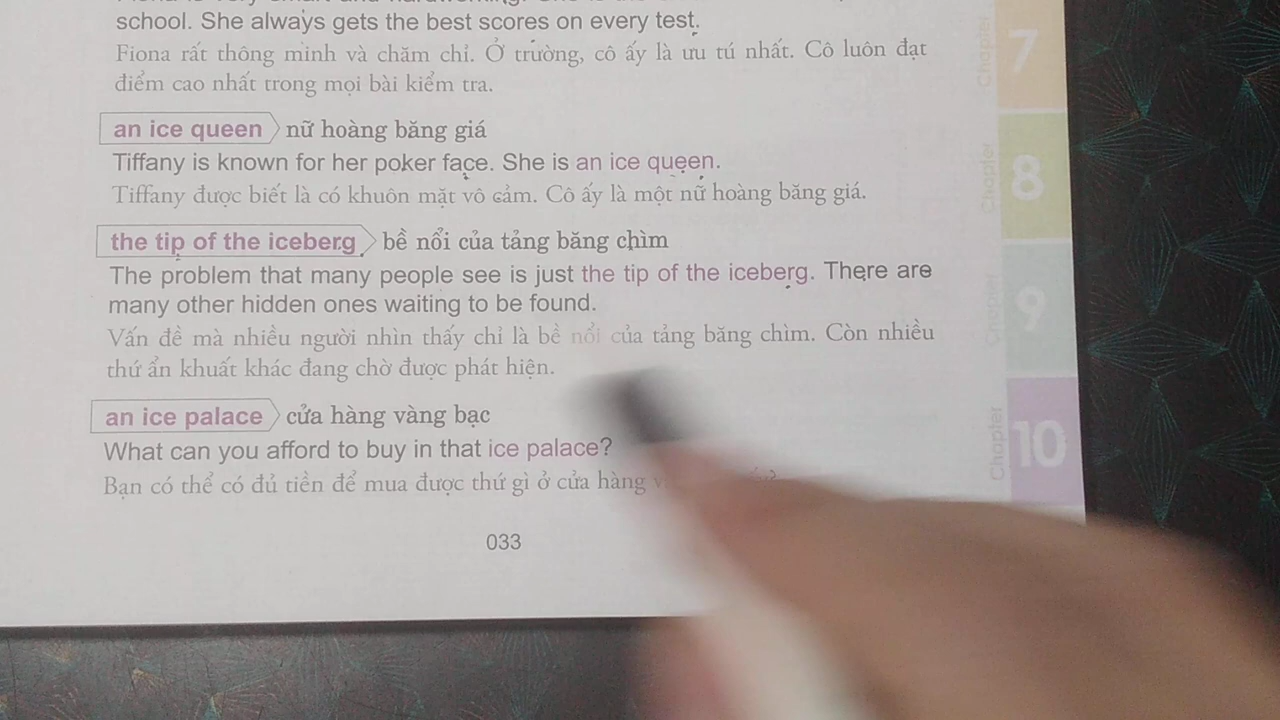 school. She always gets the best scores on every test.
Fiona rất thông minh và chăm chỉ. Ở trường, cô ấy là ưu tú nhất. Cô luôn đạt
điểm cao nhất trong mọi bài kiểm tra.
an ice queen nữ hoàng băng giá
Tiffany is known for her poker face. She is an ice queen.
Tiffany được biết là có khuôn mặt vô cảm. Cô ấy là một nữ hoàng băng giá.
the tip of the iceberg bề nổi của tảng băng chìm
The problem that many people see is just the tip of the iceberg. There are
many other hidden ones waiting to be found.
Vấn đề mà nhiều người nhìn thấy chỉ là bề nổi của tảng băng chìm. Còn nhiều
thứ ẩn khuất khác đang chờ được phát hiện.
an ice palace cửa hàng vàng bạc
What can you afford to buy in that ice palace?
Bạn có thể có đủ tiền để mua được thứ gì ở cửa hàng
033
Chapter 7
Chapter 8
Chapter 9
Chapter 10